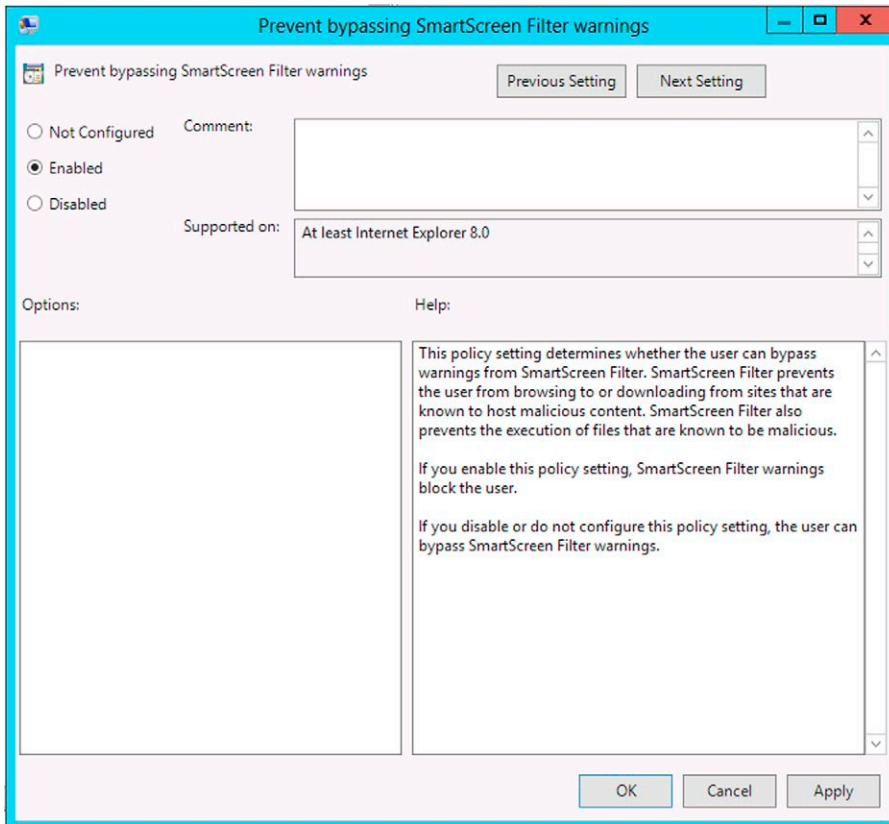 Prevent bypassing SmartScreen Filter warnings
Prevent bypassing SmartScreen Filter warnings
Previous Setting
Next Setting
Not Configured
Comment:
Enabled
Disabled
Supported on:
At least Internet Explorer 8.0
Options:
Help:
This policy setting determines whether the user can bypass
warnings from SmartScreen Filter. SmartScreen Filter prevents
the user from browsing to or downloading from sites that are
known to host malicious content. SmartScreen Filter also
prevents the execution of files that are known to be malicious.
If you enable this policy setting, SmartScreen Filter warnings
block the user.
If you disable or do not configure this policy setting, the user can
bypass SmartScreen Filter warnings.
OK
Cancel
Apply